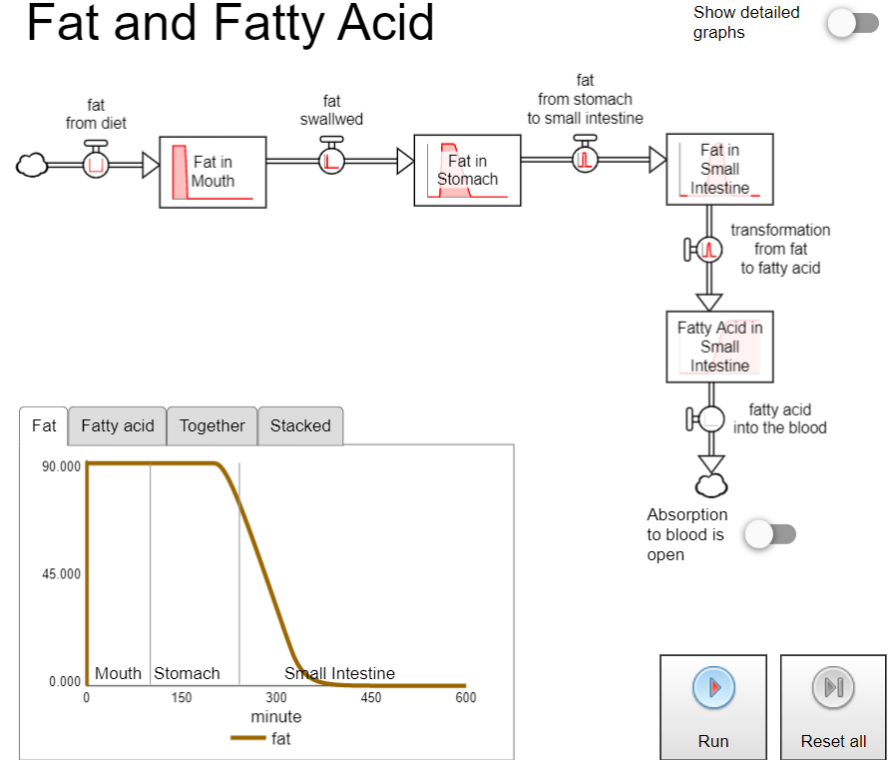 Fat and Fatty Acid
Show detailed
graphs
fat
from diet
fat
swallwed
fat
from stomach
to small intestine
Fat in
Mouth
Fat in
Stomach
Fat in
Small
Intestine
transformation
from fat
to fatty acid
Fatty Acid in
Small
Intestine
fatty acid
into the blood
Absorption
to blood is
open
Fat
Fatty acid
Together
Stacked
90.000
45.000
0.000
Mouth
Stomach
Small Intestine
0
150
300
450
600
minute
fat
Run
Reset all